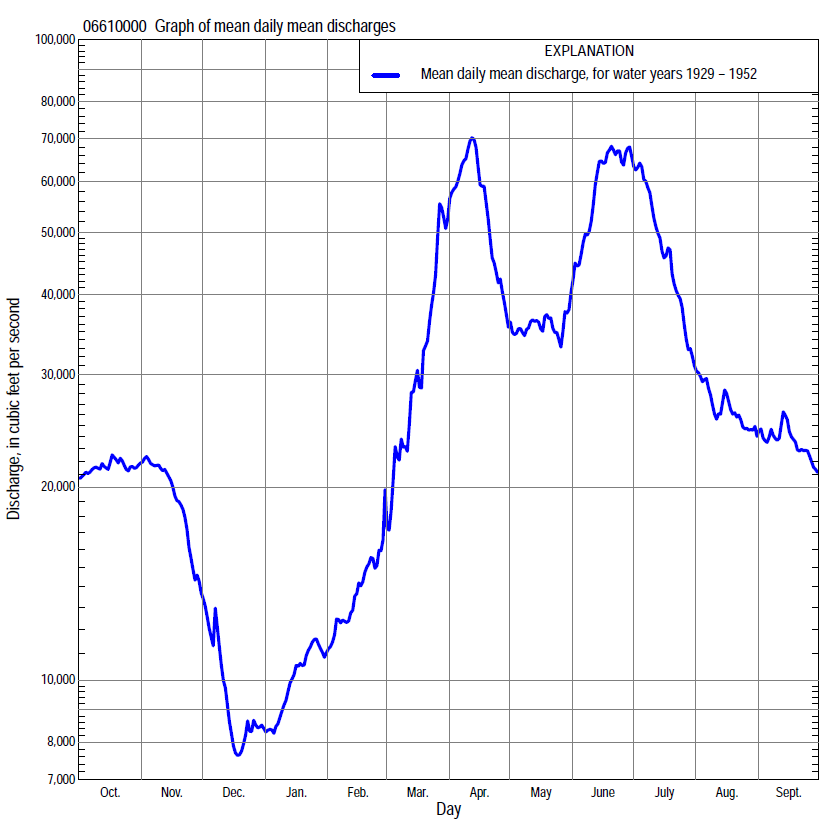 06610000 Graph of mean daily mean discharges
EXPLANATION
Mean daily mean discharge, for water years 1929 – 1952
100,000
80,000
70,000
60,000
50,000
40,000
30,000
20,000
10,000
8,000
7,000
Discharge, in cubic feet per second
Oct. Nov. Dec. Jan. Feb. Mar. Apr. May June July Aug. Sept.
Day